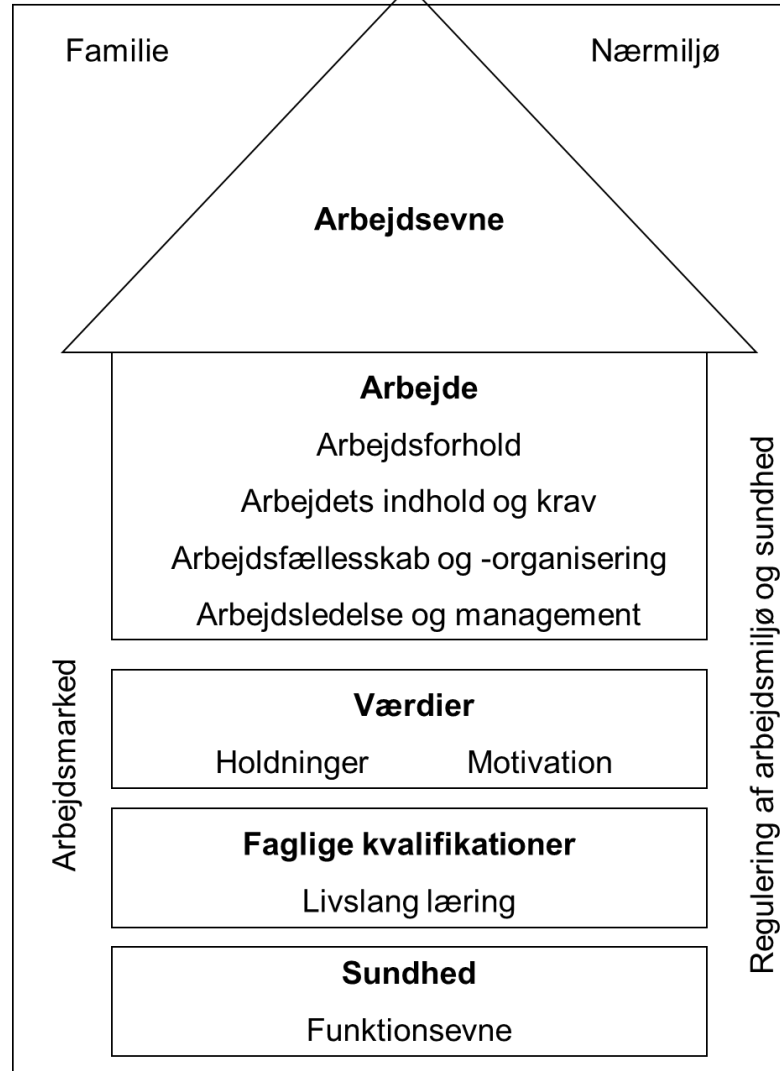 Familie
Nærmiljø
Arbejdsevne
Arbejde
Arbejdsforhold
Arbejdets indhold og krav
Arbejdsfællesskab og -organisering
Arbejdsledelse og management
Værdier
Holdninger Motivation
Faglige kvalifikationer
Livslang læring
Sundhed
Funktionsevne
Arbejdsmarked
Regulering af arbejdsmiljø og sundhed